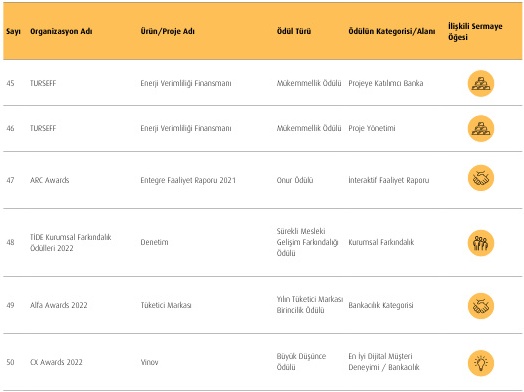 Sayı Organizasyon Adı Ürün/Proje Adı Ödül Türü Ödülün Kategorisi/Alanı İlişkili Sermaye Öğesi
45 TURSEFF Enerji Verimliliği Finansmanı Mükemmellik Ödülü Projeye Katılımcı Banka
46 TURSEFF Enerji Verimliliği Finansmanı Mükemmellik Ödülü Proje Yönetimi
47 ARC Awards Entegre Faaliyet Raporu 2021 Onur Ödülü İnteraktif Faaliyet Raporu
48 TİDE Kurumsal Farkındalık Ödülleri 2022 Denetim Sürekli Mesleki Gelişim Farkındalığı Ödülü Kurumsal Farkındalık
49 Alfa Awards 2022 Tüketici Markası Yılın Tüketici Markası Birincilik Ödülü Bankacılık Kategorisi
50 CX Awards 2022 Vinov Büyük Düşünce Ödülü En İyi Dijital Müşteri Deneyimi / Bankacılık